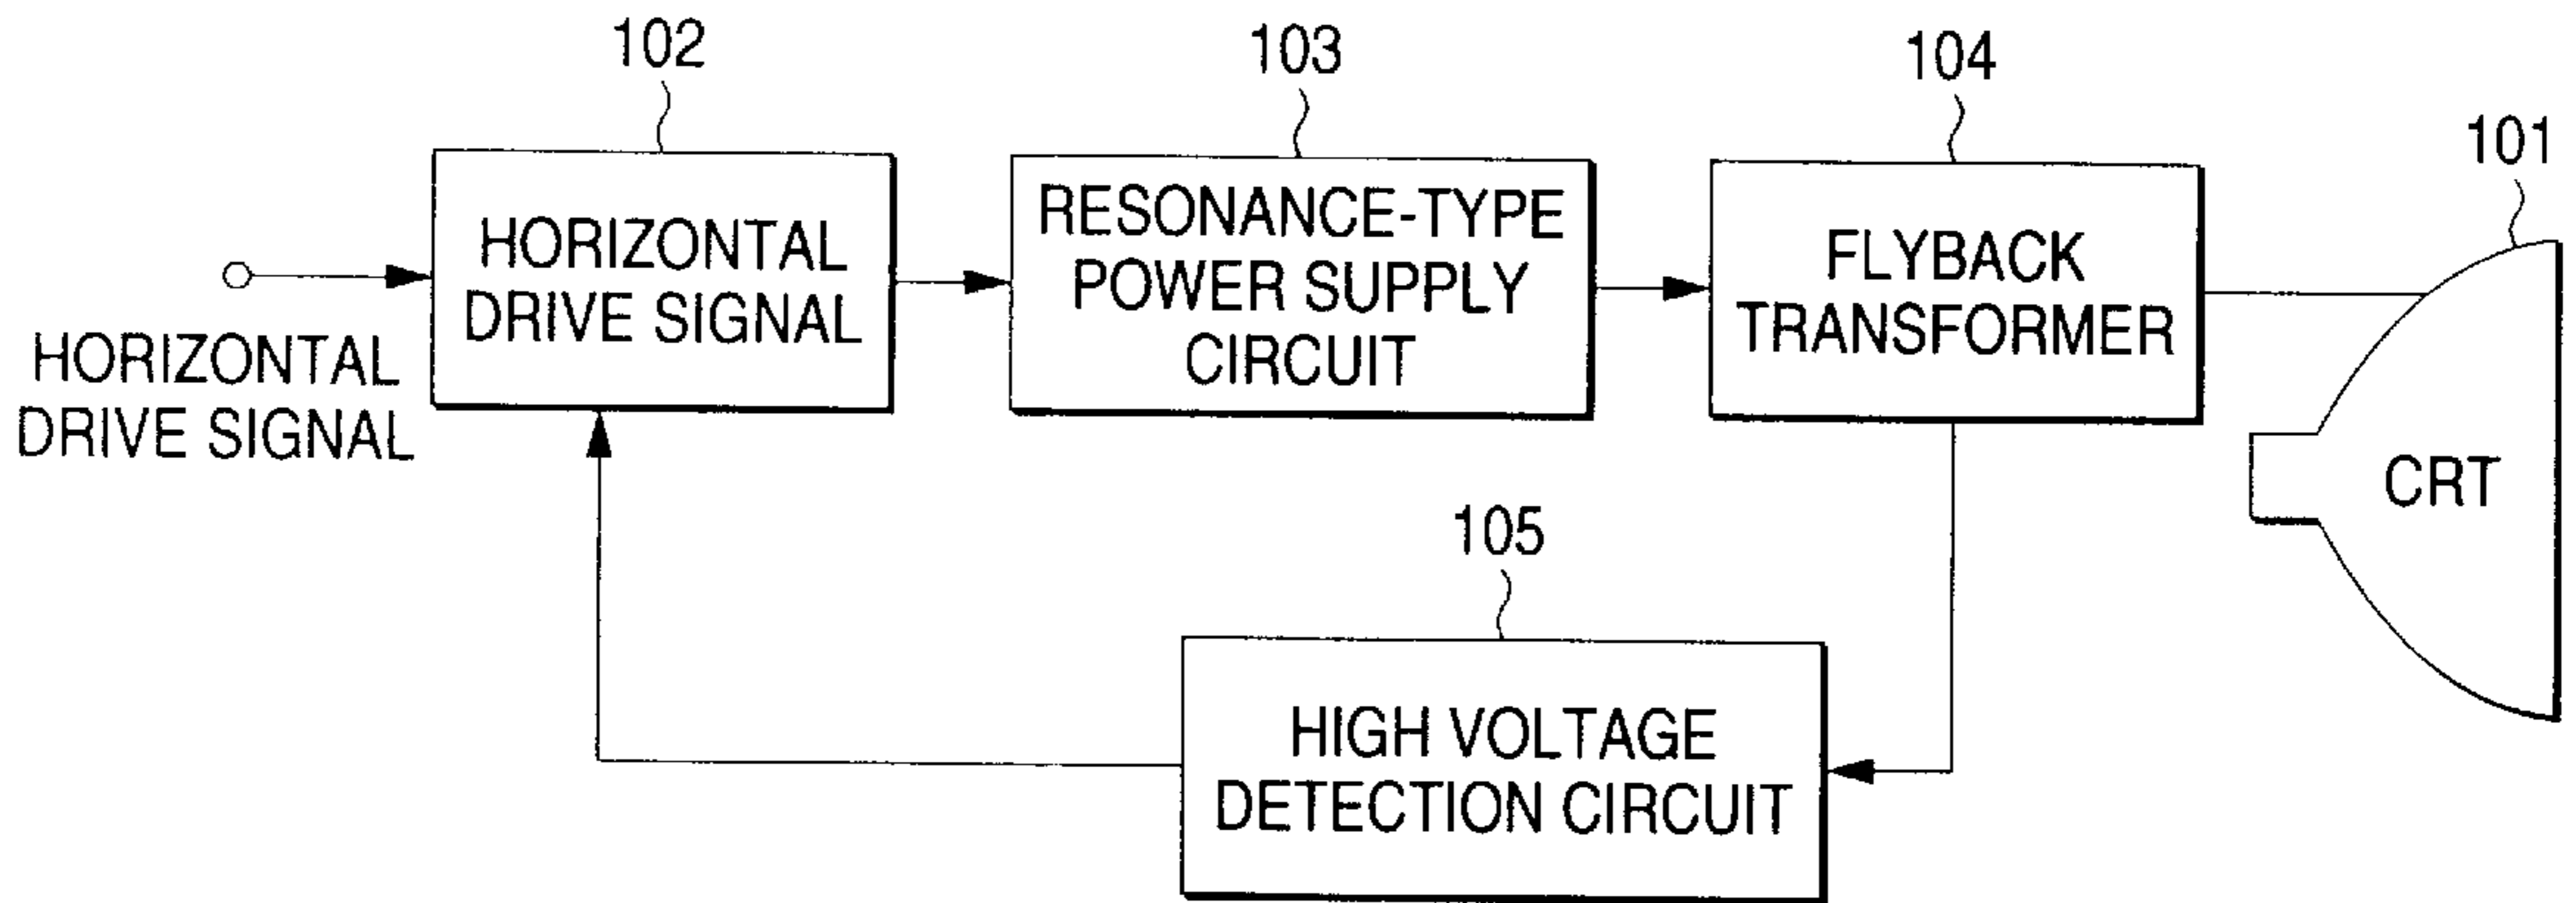 102
103
104
101
HORIZONTAL
DRIVE SIGNAL
HORIZONTAL
DRIVE SIGNAL
RESONANCE-TYPE
POWER SUPPLY
CIRCUIT
FLYBACK
TRANSFORMER
CRT
105
HIGH VOLTAGE
DETECTION CIRCUIT